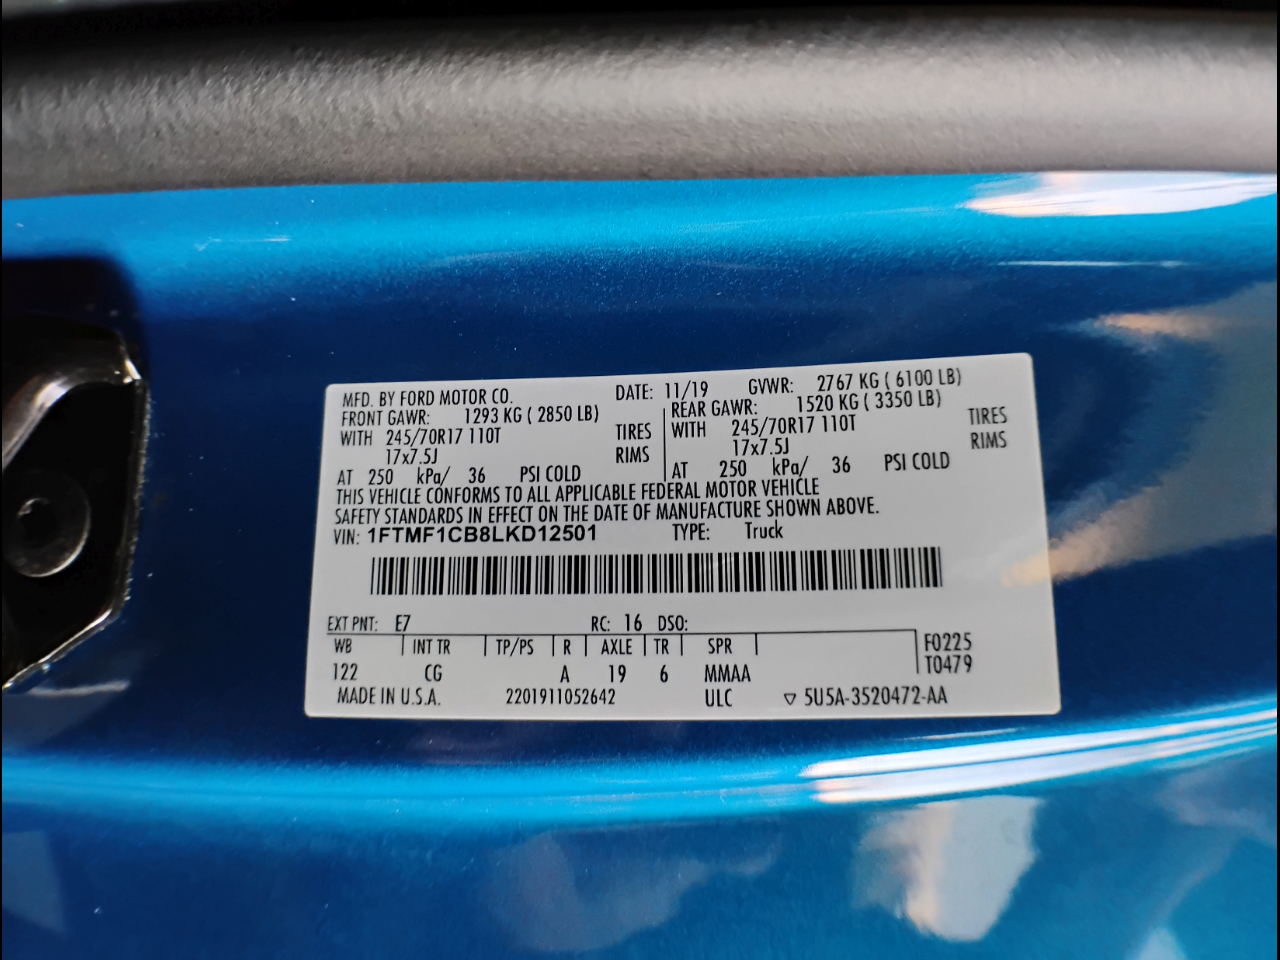 MFD. BY FORD MOTOR CO. DATE: 11/19 GVWR: 2767 KG ( 6100 LB)
FRONT GAWR: 1293 KG ( 2850 LB) REAR GAWR: 1520 KG ( 3350 LB)
WITH 245/70R17 110T TIRES WITH 245/70R17 110T TIRES
17x7.5J RIMS 17x7.5J RIMS
AT 250 kPa/ 36 PSI COLD AT 250 kPa/ 36 PSI COLD
THIS VEHICLE CONFORMS TO ALL APPLICABLE FEDERAL MOTOR VEHICLE
SAFETY STANDARDS IN EFFECT ON THE DATE OF MANUFACTURE SHOWN ABOVE.
VIN: 1FTMF1CB8LKD12501 TYPE: Truck
EXT PNT: E7 RC: 16 DSO:
WB INT TR TP/PS R AXLE TR SPR F0225
122 CG A 19 6 MMAA T0479
MADE IN U.S.A. 2201911052642 ULC ▽ 5U5A-3520472-AA